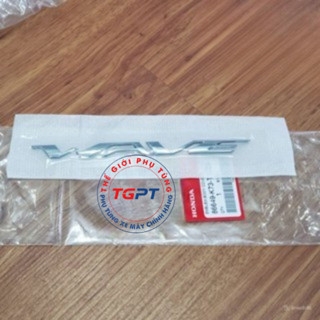 WAVE
THẾ GIỚI PHỤ TÙNG
TGPT
PHỤ TÙNG XE MÁY CHÍNH HÃNG
HONDA